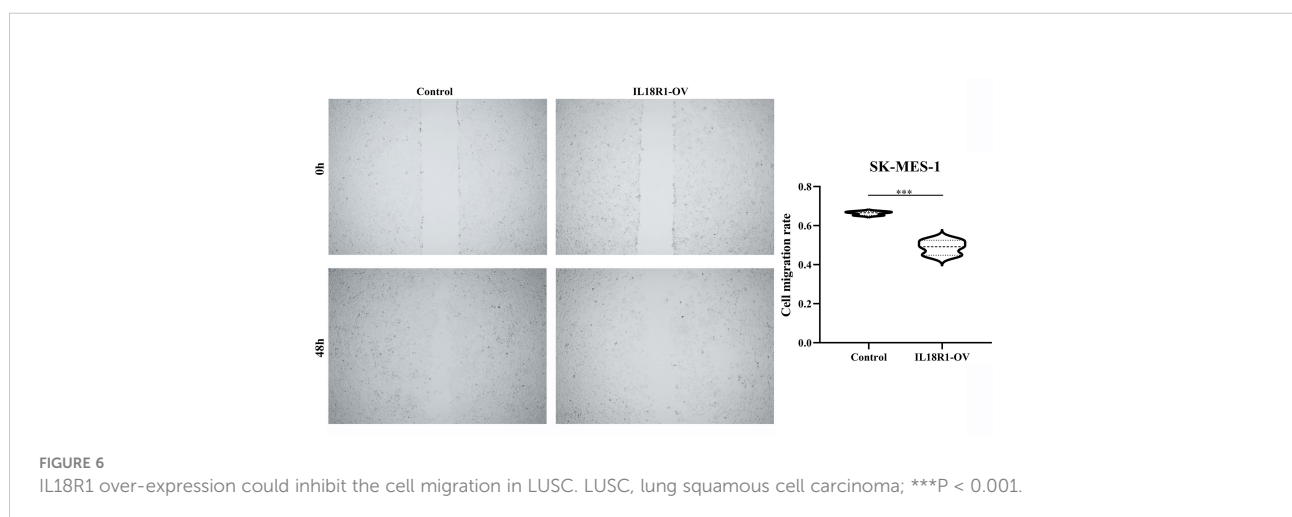 Control
IL18R1-OV
0h
48h
SK-MES-1
***
Cell migration rate
0.8
0.6
0.4
0.2
0.0
Control
IL18R1-OV
FIGURE 6
IL18R1 over-expression could inhibit the cell migration in LUSC. LUSC, lung squamous cell carcinoma; ***P < 0.001.